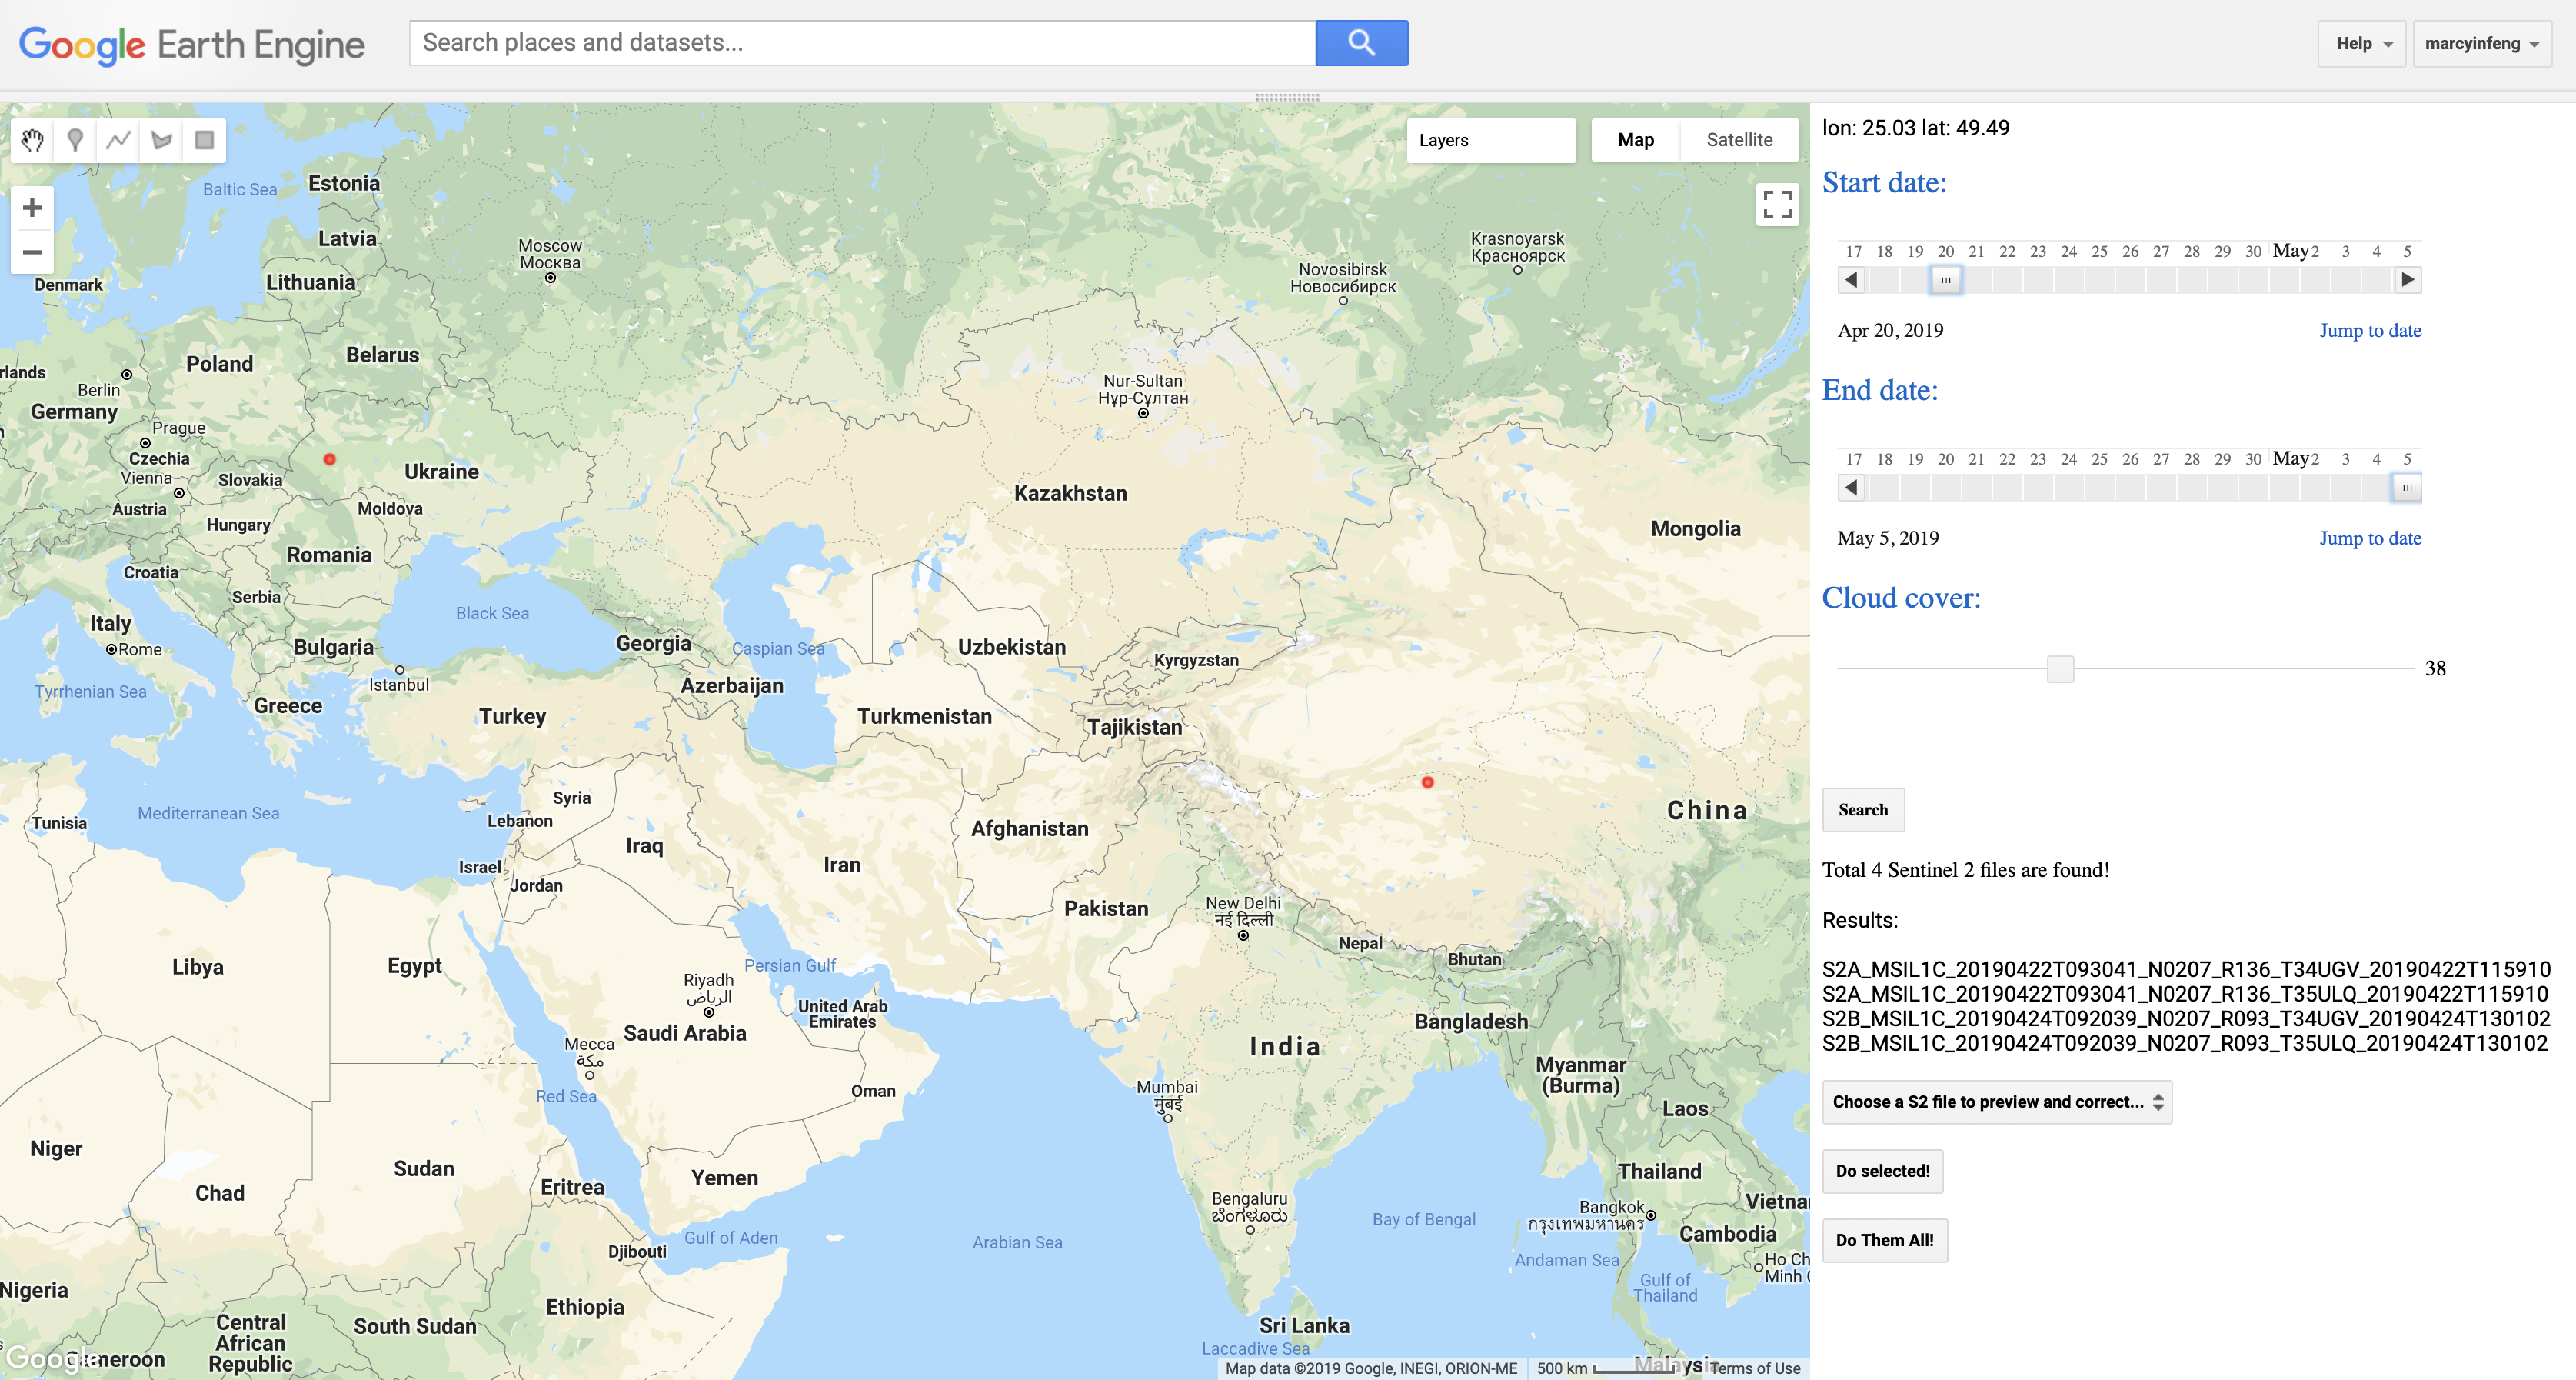 Google Earth Engine
Search places and datasets...
Help
marcyinfeng
Layers
Map
Satellite
Baltic Sea
Estonia
Latvia
Lithuania
Denmark
Moscow
Москва
Krasnoyarsk
Красноярск
Novosibirsk
Новосибирск
Belarus
Poland
rlands
Berlin
Germany
Nur-Sultan
Нұр-Сұлтан
Prague
Czechia
Vienna
Slovakia
Ukraine
Austria
Hungary
Moldova
Kazakhstan
Mongolia
Romania
Croatia
Serbia
Black Sea
Italy
Rome
Bulgaria
Georgia
Caspian Sea
Uzbekistan
Kyrgyzstan
Istanbul
Azerbaijan
Tyrrhenian Sea
Greece
Turkey
Turkmenistan
Tajikistan
Syria
Mediterranean Sea
Tunisia
Lebanon
Iraq
Afghanistan
China
Israel
Iran
Jordan
Pakistan
New Delhi
नई दिल्ली
Nepal
Bhutan
Libya
Egypt
Persian Gulf
Riyadh
الرياض
United Arab
Emirates
Saudi Arabia
Bangladesh
Mecca
مكة
India
Myanmar
(Burma)
Red Sea
Oman
Mumbai
मुंबई
Laos
Niger
Sudan
Yemen
Thailand
Chad
Eritrea
Bengaluru
ಬೆಂಗಳೂರು
Vietna
Bangkok
กรุงเทพมหานคร
Bay of Bengal
Cambodia
Gulf of Aden
Arabian Sea
Djibouti
Andaman Sea
Ho Ch
Minh
Gulf of
Thailand
Nigeria
Ethiopia
Central
African
Republic
South Sudan
Sri Lanka
Laccadive Sea
Google
meroon
Map data ©2019 Google, INEGI, ORION-ME
500 km
Malaysia
Terms of Use
lon: 25.03 lat: 49.49
Start date:
17 18 19 20 21 22 23 24 25 26 27 28 29 30 May 2 3 4 5
Apr 20, 2019
Jump to date
End date:
17 18 19 20 21 22 23 24 25 26 27 28 29 30 May 2 3 4 5
May 5, 2019
Jump to date
Cloud cover:
38
Search
Total 4 Sentinel 2 files are found!
Results:
S2A_MSIL1C_20190422T093041_N0207_R136_T34UGV_20190422T115910
S2A_MSIL1C_20190422T093041_N0207_R136_T35ULQ_20190422T115910
S2B_MSIL1C_20190424T092039_N0207_R093_T34UGV_20190424T130102
S2B_MSIL1C_20190424T092039_N0207_R093_T35ULQ_20190424T130102
Choose a S2 file to preview and correct...
Do selected!
Do Them All!